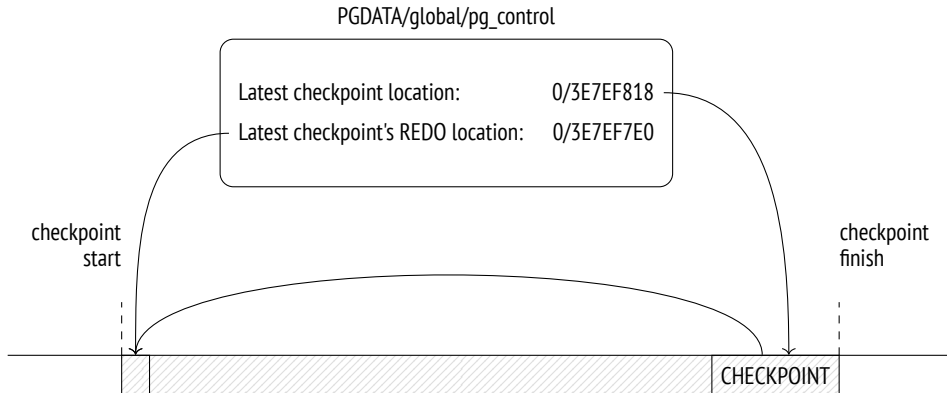 PGDATA/global/pg_control
Latest checkpoint location: 0/3E7EF818
Latest checkpoint's REDO location: 0/3E7EF7E0
checkpoint
start
checkpoint
finish
CHECKPOINT